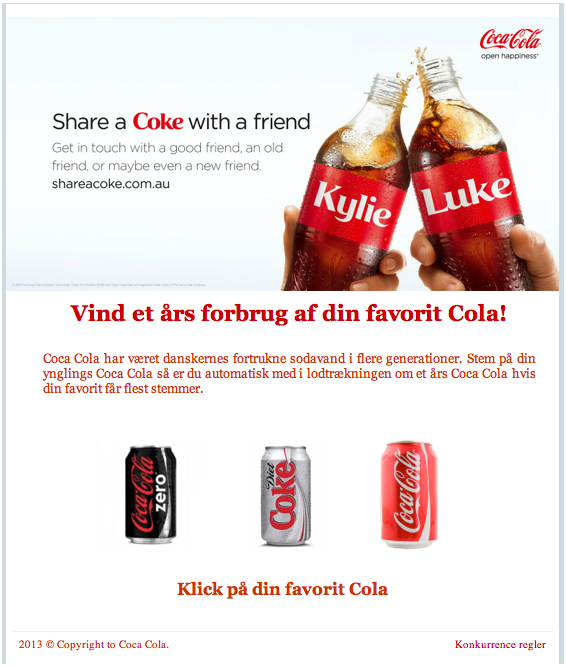 Coca-Cola
open happiness
Share a Coke with a friend
Get in touch with a good friend, an old
friend, or maybe even a new friend.
shareacoke.com.au
Kylie
Luke
Vind et års forbrug af din favorit Cola!
Coca Cola har været danskernes fortrukne sodavand i flere generationer. Stem på din
ynglings Coca Cola så er du automatisk med i lodtrækningen om et års Coca Cola hvis
din favorit får flest stemmer.
Coca-Cola
zero
Diet
Coke
Coca-Cola
Klick på din favorit Cola
2013 © Copyright to Coca Cola.
Konkurrence regler